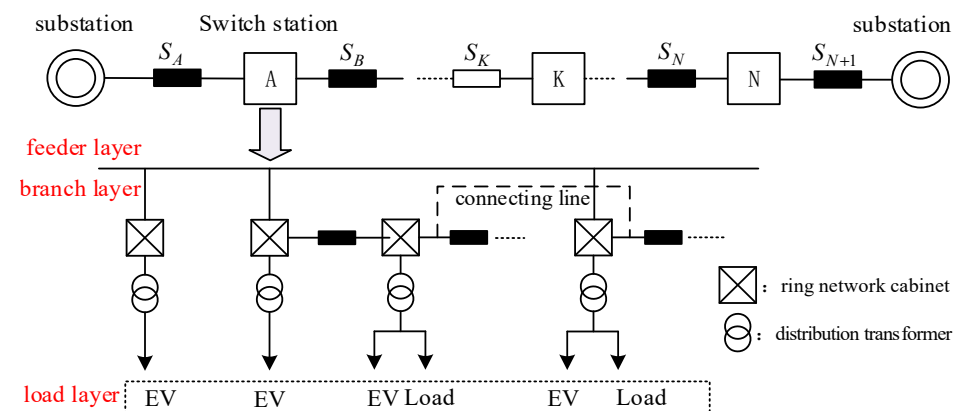 substation Switch station substation
S_A S_B S_K S_N S_{N+1}
A K N
feeder layer
branch layer
connecting line
: ring network cabinet
: distribution transformer
load layer EV EV EV Load EV Load